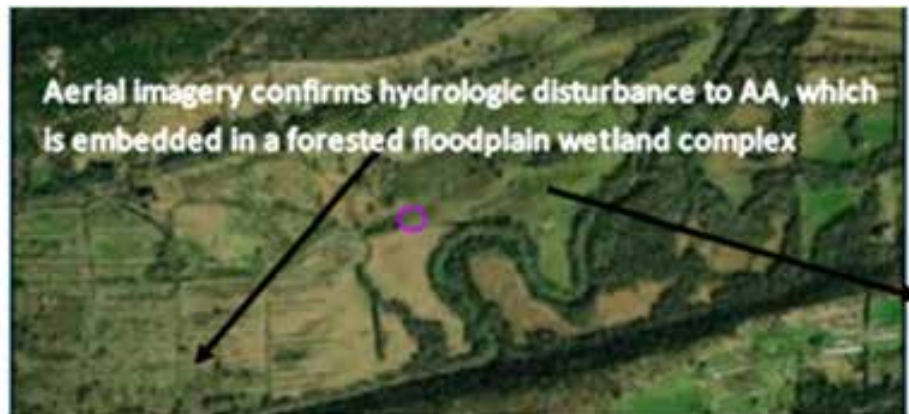 Aerial imagery confirms hydrologic disturbance to AA, which
is embedded in a forested floodplain wetland complex